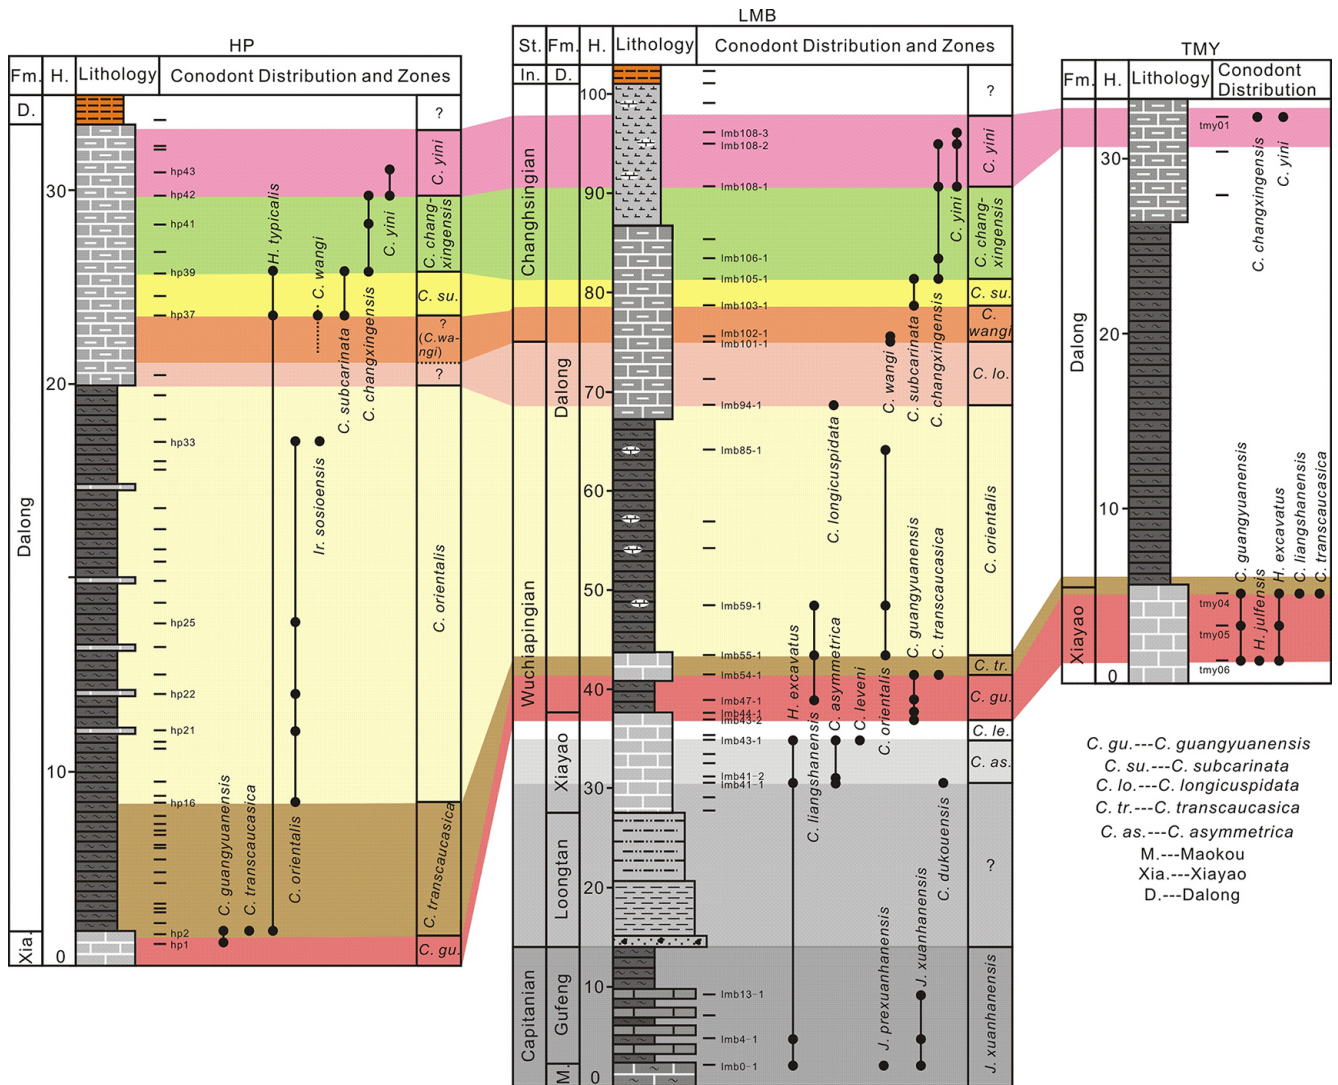 HP
Fm. H. Lithology Conodont Distribution and Zones
D.
Dalong
Xia.
30
20
10
0
hp43
hp42
hp41
hp39
hp37
hp33
hp25
hp22
hp21
hp16
hp2
hp1
H. typicalis
C. wangi
C. yini
C. subcarinata
C. changxingensis
Ir. sosioensis
C. guangyuanensis
C. transcaucasica
C. orientalis
?
C. yini
C. chang-
xingensis
C. su.
?
(C.wa-
ngi)
?
C. orientalis
C. transcaucasica
C. gu.
LMB
St. Fm. H. Lithology Conodont Distribution and Zones
In. D.
Changhsingian
Wuchiapingian
Capitanian
Dalong
Xiayao
Loongtan
Gufeng
M.
100
90
80
70
60
50
40
30
20
10
0
lmb108-3
lmb108-2
lmb108-1
lmb106-1
lmb105-1
lmb103-1
lmb102-1
lmb101-1
lmb94-1
lmb85-1
lmb59-1
lmb55-1
lmb54-1
lmb47-1
lmb44-1
lmb43-2
lmb43-1
lmb41-2
lmb41-1
lmb13-1
lmb4-1
lmb0-1
C. yini
C. wangi
C. subcarinata
C. changxingensis
C. longicuspidata
C. guangyuanensis
C. transcaucasica
H. excavatus
C. liangshanensis
C. asymmetrica
C. leveni
C. orientalis
C. dukouensis
J. prexuanhanensis
J. xuanhanensis
?
C. yini
C. chang-
xingensis
C. su.
C.
wangi
C. lo.
C. orientalis
C. tr.
C. gu.
C. le.
C. as.
?
J. xuanhanensis
TMY
Fm. H. Lithology Conodont
Distribution
Dalong
Xiayao
30
20
10
0
tmy01
tmy04
tmy05
tmy06
C. changxingensis
C. yini
C. guangyuanensis
H. julfensis
H. excavatus
C. liangshanensis
C. transcaucasica
C. gu.---C. guangyuanensis
C. su.---C. subcarinata
C. lo.---C. longicuspidata
C. tr.---C. transcaucasica
C. as.---C. asymmetrica
M.---Maokou
Xia.---Xiayao
D.---Dalong